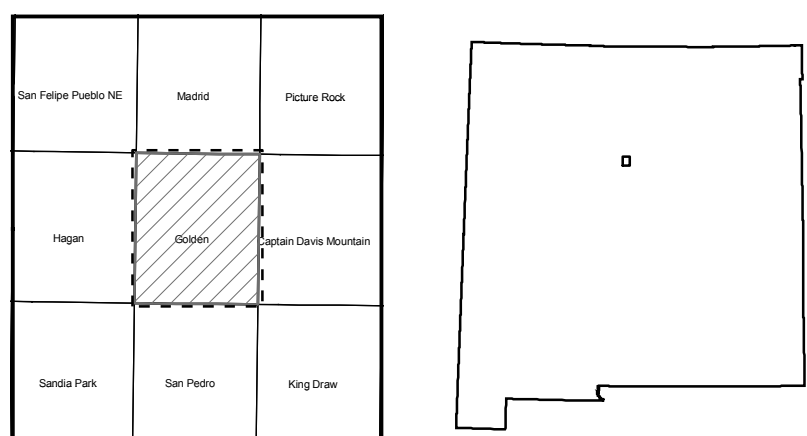 San Felipe Pueblo NE
Madrid
Picture Rock
Hagan
Golden
Captain Davis Mountain
Sandia Park
San Pedro
King Draw